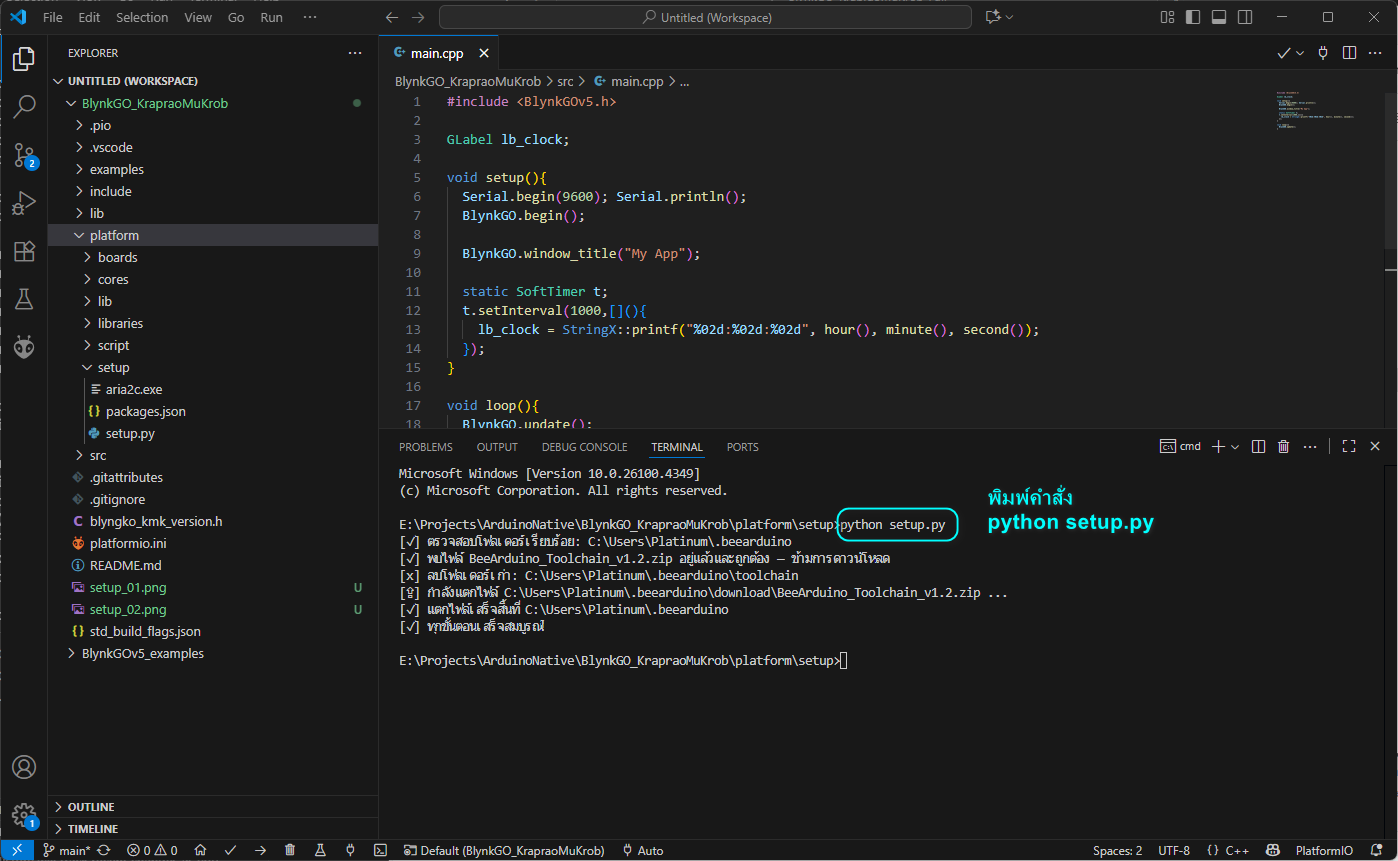 File Edit Selection View Go Run ···
Untitled (Workspace)
EXPLORER
UNTITLED (WORKSPACE)
BlynkGO_KrapraoMuKrob
.pio
.vscode
examples
include
lib
platform
boards
cores
lib
libraries
script
setup
aria2c.exe
packages.json
setup.py
src
.gitattributes
.gitignore
blyngko_kmk_version.h
platformio.ini
README.md
setup_01.png U
setup_02.png U
std_build_flags.json
BlynkGOv5_examples
OUTLINE
TIMELINE
2
1
main.cpp
BlynkGO_KrapraoMuKrob > src > main.cpp > ...
1 #include <BlynkGOv5.h>
2
3 GLabel lb_clock;
4
5 void setup(){
6 Serial.begin(9600); Serial.println();
7 BlynkGO.begin();
8
9 BlynkGO.window_title("My App");
10
11 static SoftTimer t;
12 t.setInterval(1000,[](){
13 lb_clock = StringX::printf("%02d:%02d:%02d", hour(), minute(), second());
14 });
15 }
16
17 void loop(){
18 BlynkGO.update();
PROBLEMS OUTPUT DEBUG CONSOLE TERMINAL PORTS
cmd
Microsoft Windows [Version 10.0.26100.4349]
(c) Microsoft Corporation. All rights reserved.
E:\Projects\ArduinoNative\BlynkGO_KrapraoMuKrob\platform\setup>python setup.py
[✓] ตรวจสอบโฟลเดอร์เรียบร้อย: C:\Users\Platinum\.beearduino
[✓] พบไฟล์ BeeArduino_Toolchain_v1.2.zip อยู่แล้วและถูกต้อง — ข้ามการดาวน์โหลด
[x] ลบโฟลเดอร์เก่า: C:\Users\Platinum\.beearduino\toolchain
[⇪] กำลังแตกไฟล์ C:\Users\Platinum\.beearduino\download\BeeArduino_Toolchain_v1.2.zip ...
[✓] แตกไฟล์เสร็จสิ้นที่ C:\Users\Platinum\.beearduino
[✓] ทุกขั้นตอนเสร็จสมบูรณ์
E:\Projects\ArduinoNative\BlynkGO_KrapraoMuKrob\platform\setup>
พิมพ์คำสั่ง
python setup.py
main* 0 0 Default (BlynkGO_KrapraoMuKrob) Auto Spaces: 2 UTF-8 {} C++ PlatformIO